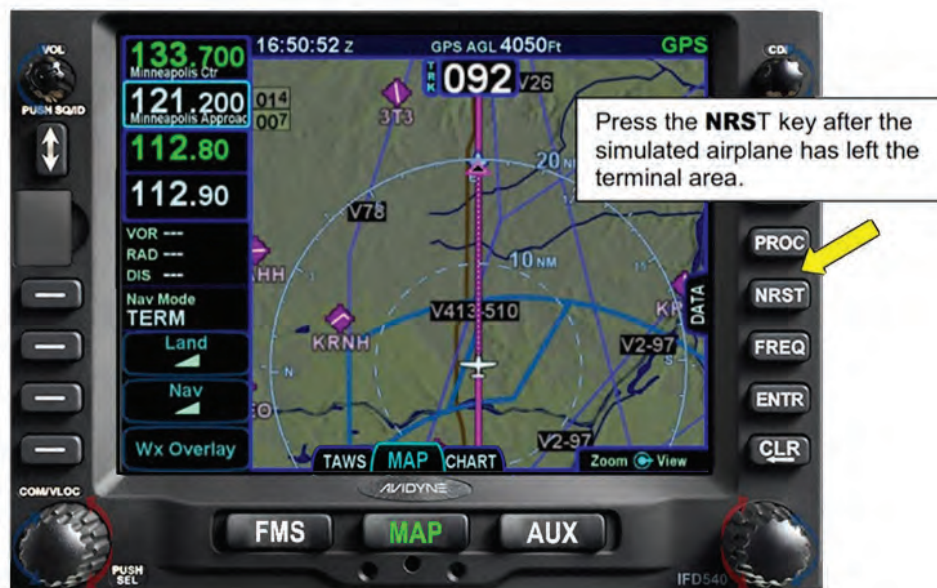 VOL
PUSH SQ/ID
133.700
Minneapolis Ctr
121.200
Minneapolis Approac
014
007
112.80
112.90
VOR ---
RAD ---
DIS ---
Nav Mode
TERM
Land
Nav
Wx Overlay
16:50:52 Z
GPS AGL 4050Ft
GPS
TRK
092
V26
3T3
20
V78
10 NM
HH
V413-510
KRNH
KP
V2-97
N
S
3
15
EO
V2-97
DATA
TAWS
MAP
CHART
Zoom
View
Press the NRST key after the
simulated airplane has left the
terminal area.
PROC
NRST
FREQ
ENTR
CLR
COM/VLOC
PUSH
SEL
AVIDYNE
FMS
MAP
AUX
IFD540